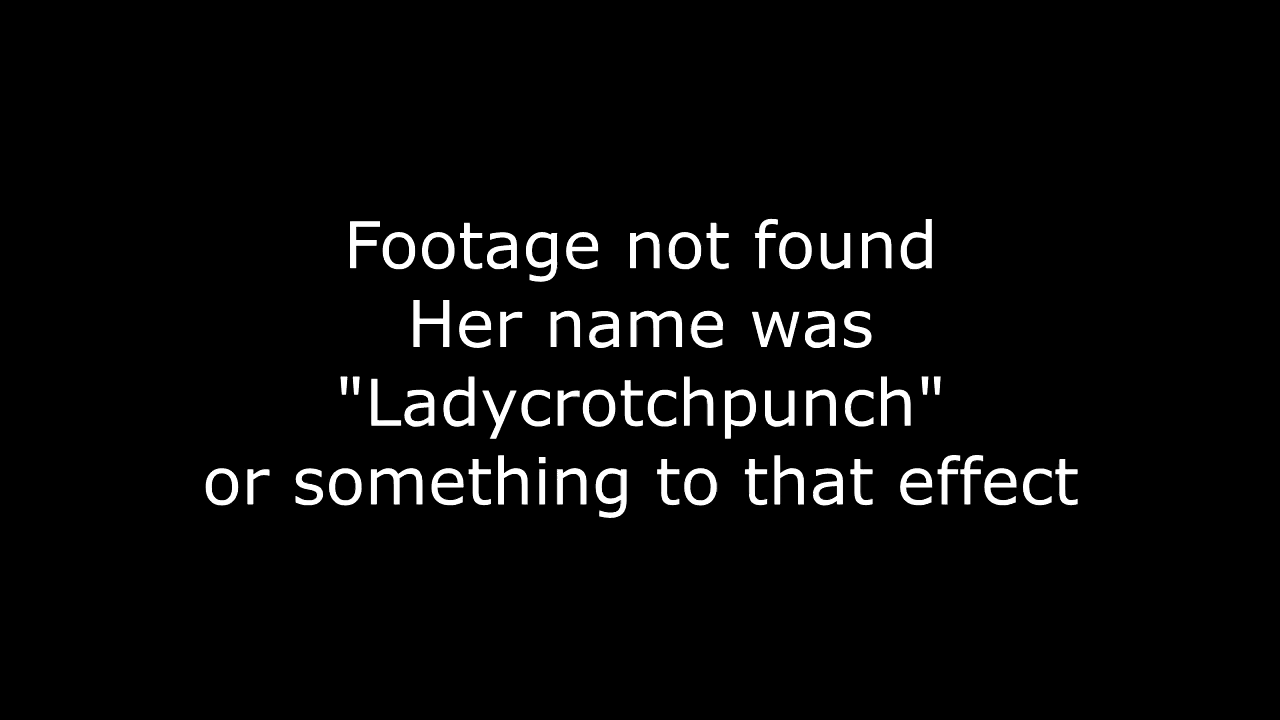 Footage not found
Her name was
"Ladycrotchpunch"
or something to that effect